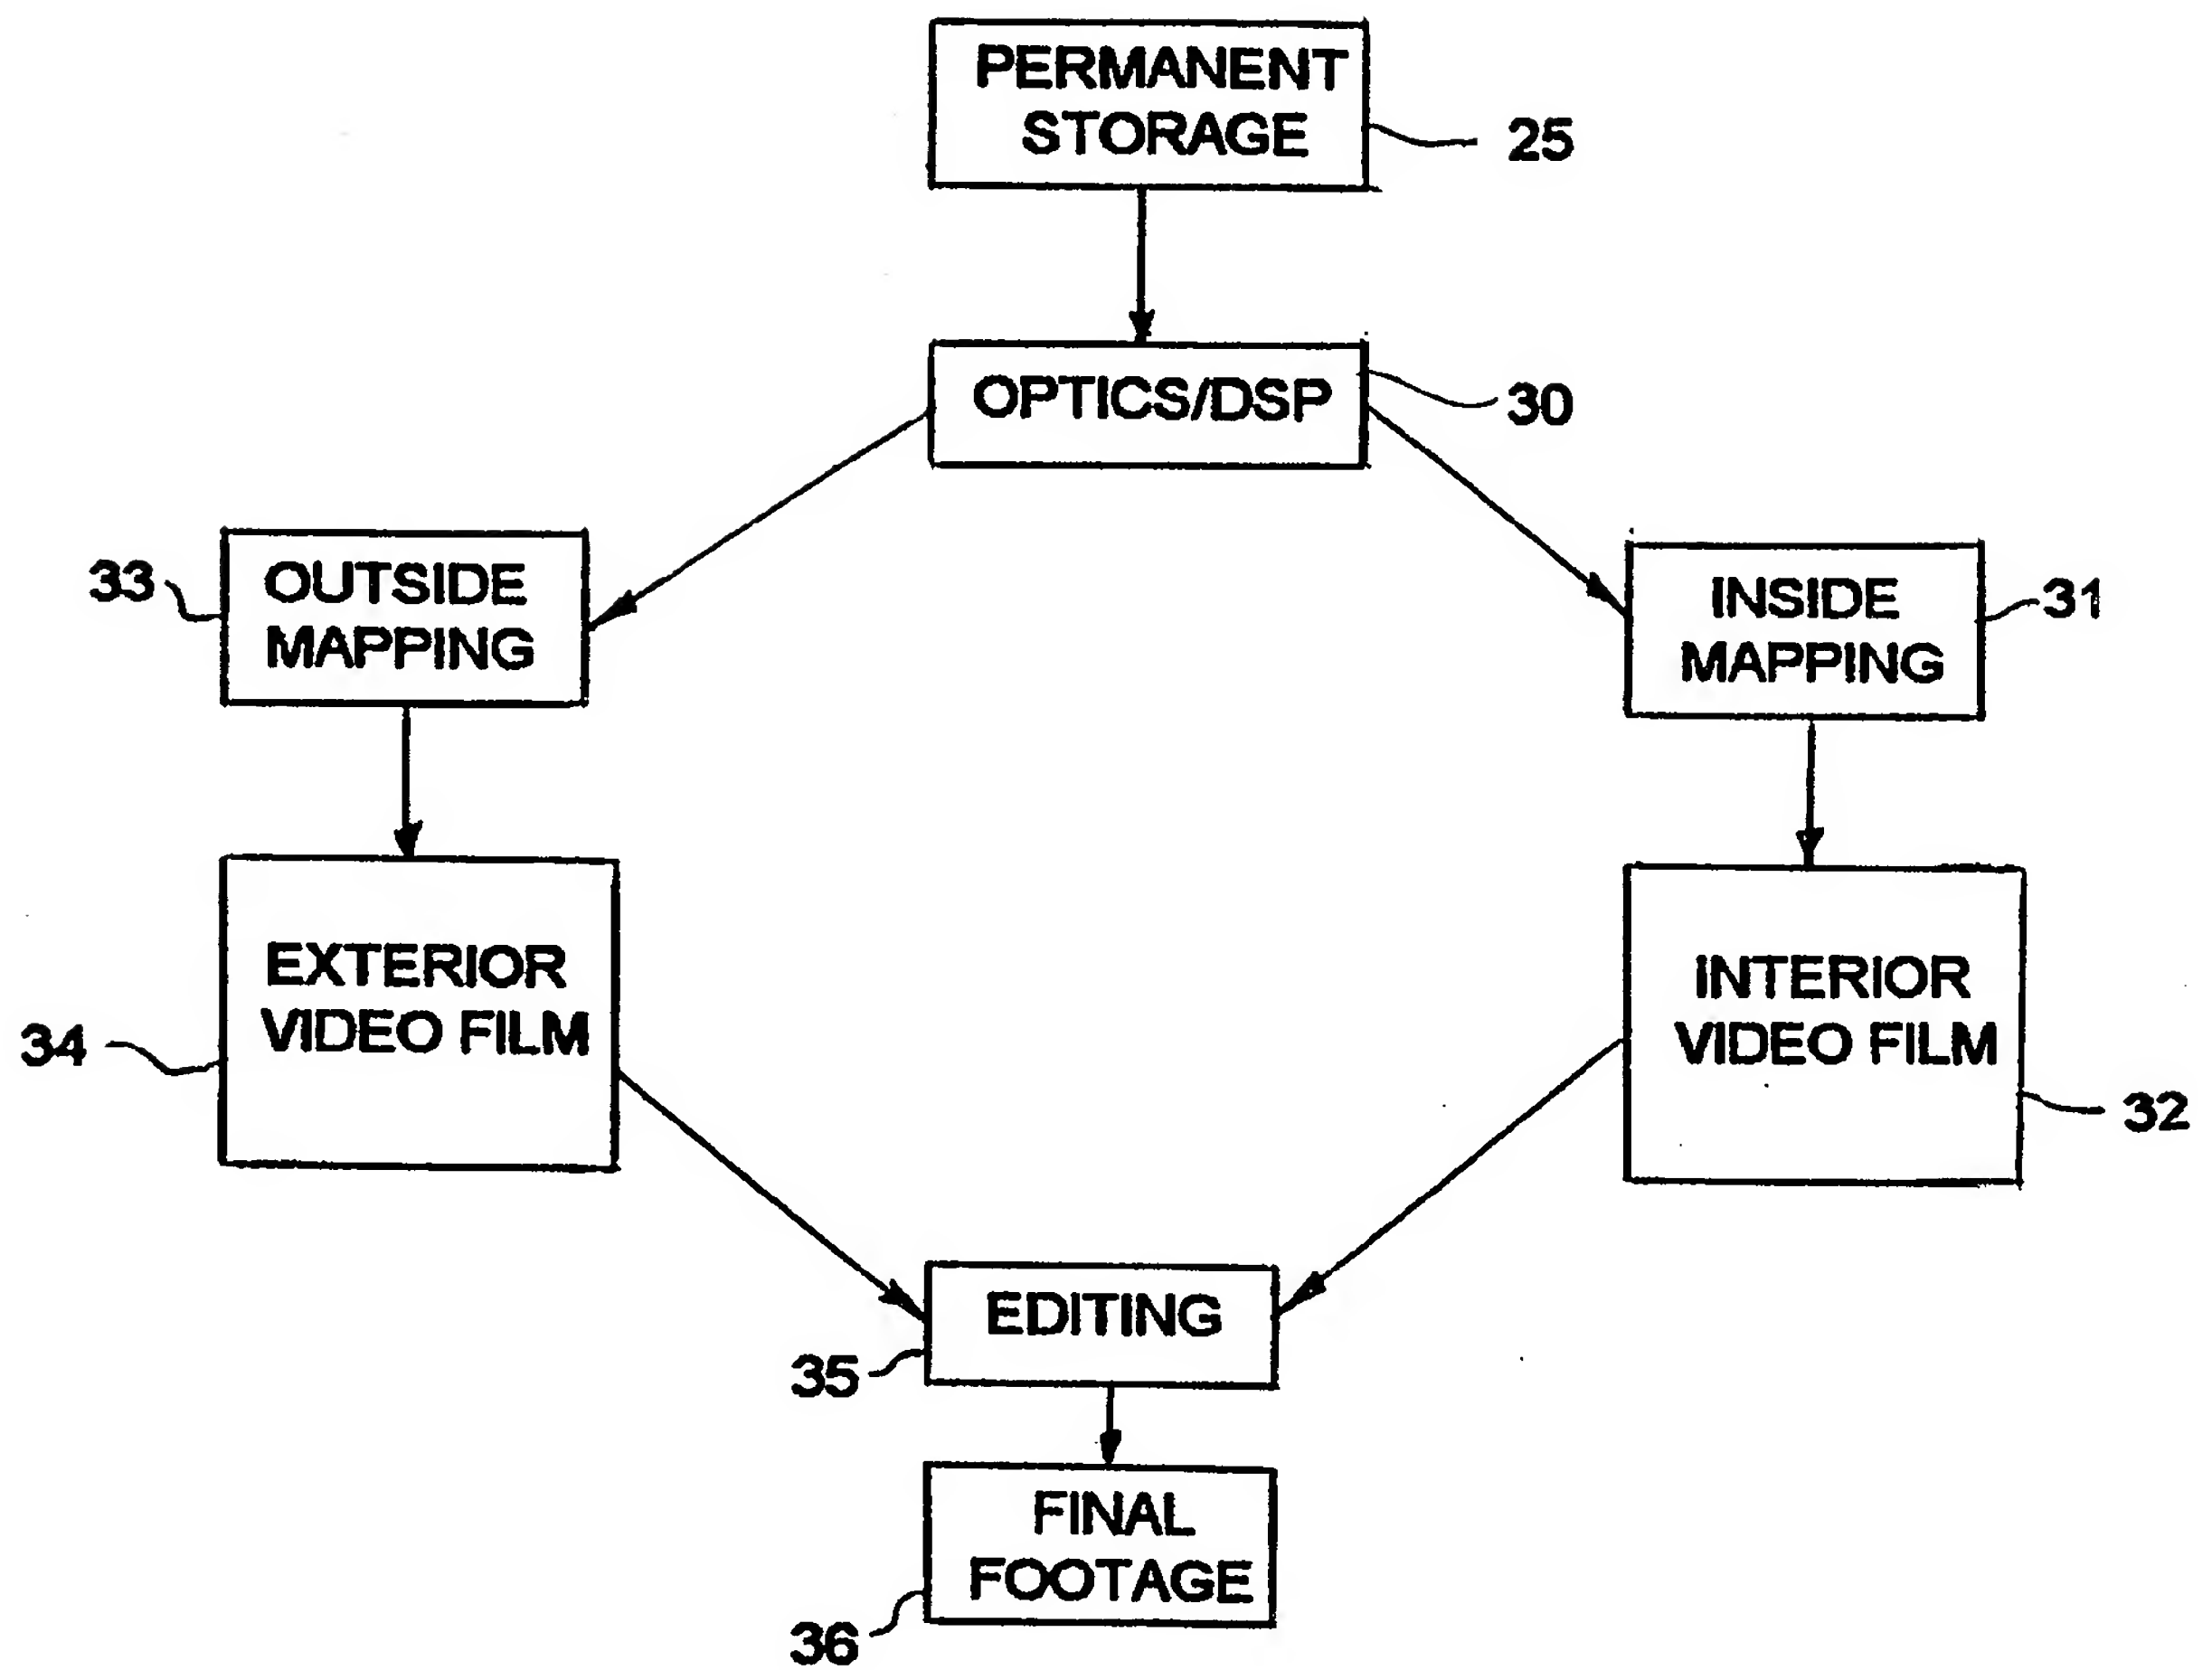 PERMANENT
STORAGE
25
OPTICS/DSP
30
33
OUTSIDE
MAPPING
INSIDE
MAPPING
31
EXTERIOR
VIDEO FILM
34
INTERIOR
VIDEO FILM
32
EDITING
35
FINAL
FOOTAGE
36